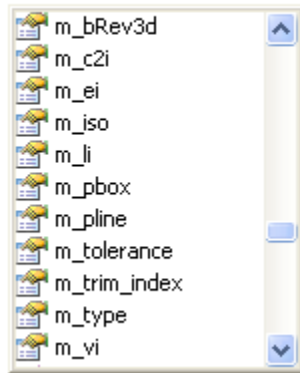 m_bRev3d
m_c2i
m_ei
m_iso
m_li
m_pbox
m_pline
m_tolerance
m_trim_index
m_type
m_vi